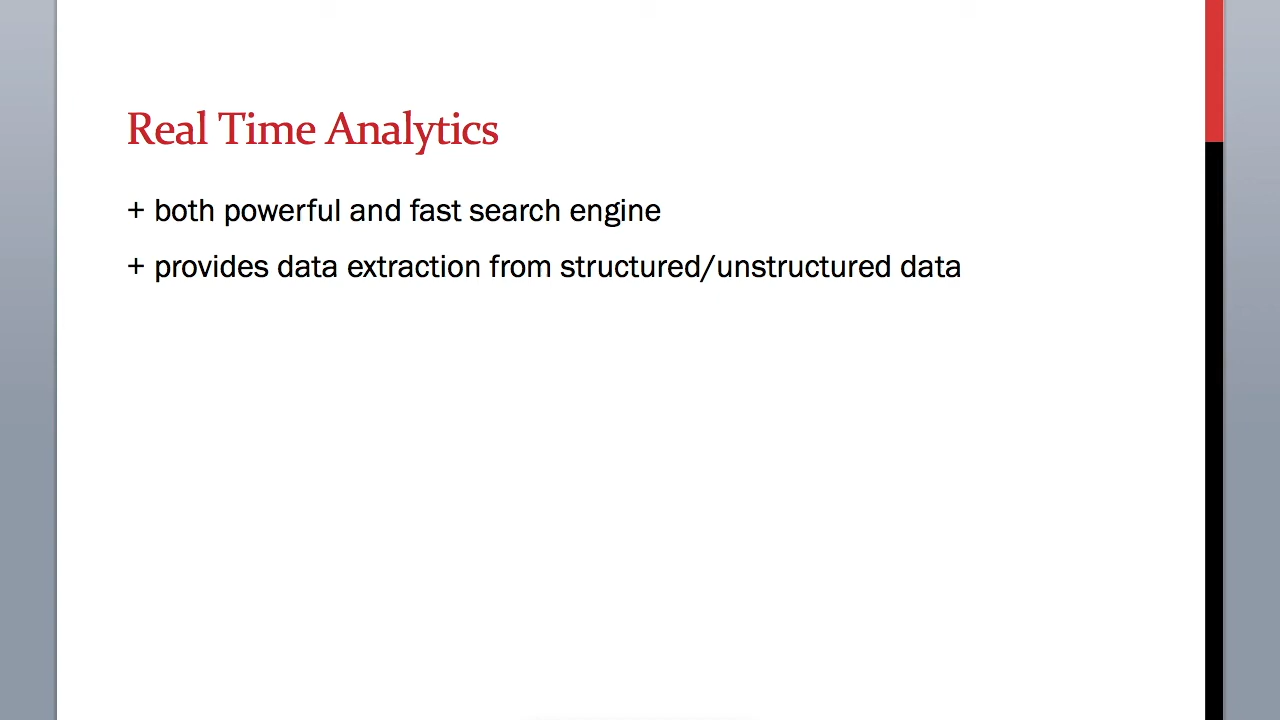 Real Time Analytics
+ both powerful and fast search engine
+ provides data extraction from structured/unstructured data